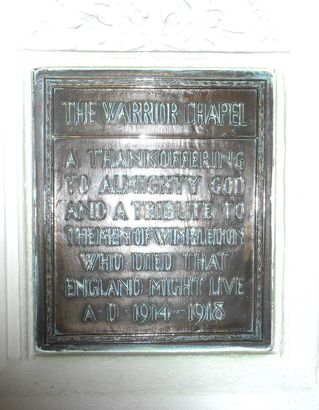 THE WARRIOR CHAPEL
A THANKOFFERING
TO ALMIGHTY GOD
AND A TRIBUTE TO
THE MEN OF WIMBLEDON
WHO DIED THAT
ENGLAND MIGHT LIVE
A·D·1914–1918